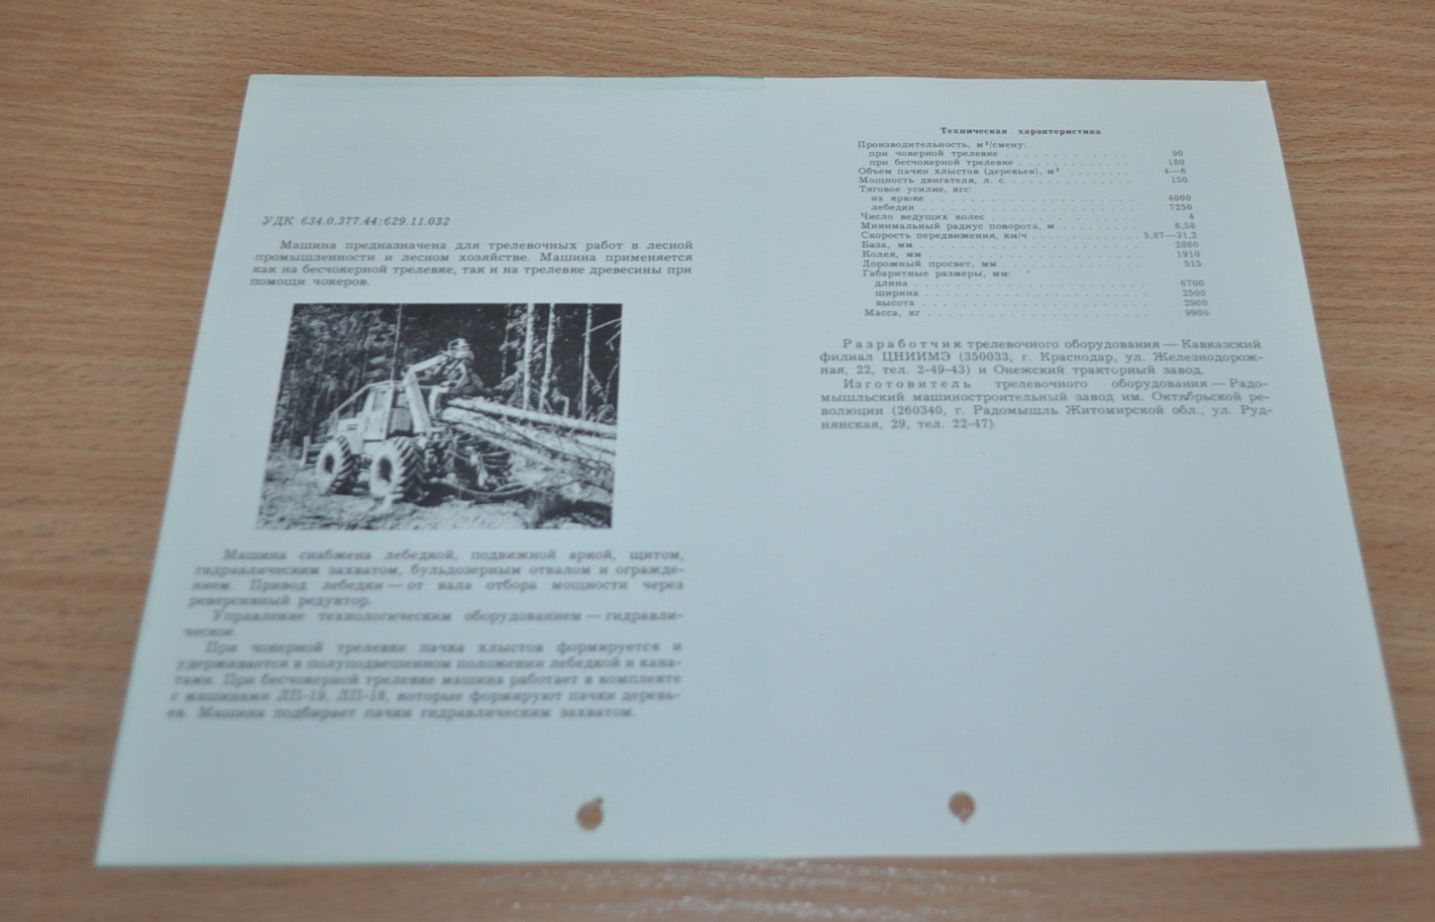 УДК 634.0.377.44:629.11.032
Машина предназначена для трелевочных работ в лесной
промышленности и лесном хозяйстве. Машина применяется
как на бесчокерной трелевке, так и на трелевке древесины при
помощи чокеров.
Машина снабжена лебедкой, подвижной аркой, щитом,
гидравлическим захватом, бульдозерным отвалом и огражде-
нием. Привод лебедки — от вала отбора мощности через
реверсивный редуктор.
Управление технологическим оборудованием — гидравли-
ческое.
При чокерной трелевке пачка хлыстов формируется и
удерживается в полуподвешенном положении лебедкой и кана-
тами. При бесчокерной трелевке машина работает в комплекте
с машинами ЛП-19, ЛП-18, которые формируют пачки деревь-
ев. Машина подбирает пачки гидравлическим захватом.
Техническая характеристика
Производительность, м³/смену:
при чокерной трелевке . . . . . . . . . . . . . 90
при бесчокерной трелевке . . . . . . . . . . . . 180
Объем пачки хлыстов (деревьев), м³ . . . . . . . 4—6
Мощность двигателя, л. с. . . . . . . . . . . . . 150
Тяговое усилие, кгс:
на крюке . . . . . . . . . . . . . . . . . . . . 4000
лебедки . . . . . . . . . . . . . . . . . . . . 7250
Число ведущих колес . . . . . . . . . . . . . . 4
Минимальный радиус поворота, м . . . . . . . . 6,58
Скорость передвижения, км/ч . . . . . . . . . . 5,87—31,2
База, мм . . . . . . . . . . . . . . . . . . . . 2860
Колея, мм . . . . . . . . . . . . . . . . . . . 1910
Дорожный просвет, мм . . . . . . . . . . . . . 515
Габаритные размеры, мм:
длина . . . . . . . . . . . . . . . . . . . . . 6700
ширина . . . . . . . . . . . . . . . . . . . . 2500
высота . . . . . . . . . . . . . . . . . . . . 2900
Масса, кг . . . . . . . . . . . . . . . . . . . 9900
Разработчик трелевочного оборудования — Кавказский
филиал ЦНИИМЭ (350033, г. Краснодар, ул. Железнодорож-
ная, 22, тел. 2-49-43) и Онежский тракторный завод.
Изготовитель трелевочного оборудования — Радо-
мышльский машиностроительный завод им. Октябрьской ре-
волюции (260340, г. Радомышль Житомирской обл., ул. Руд-
нянская, 29, тел. 22-47).